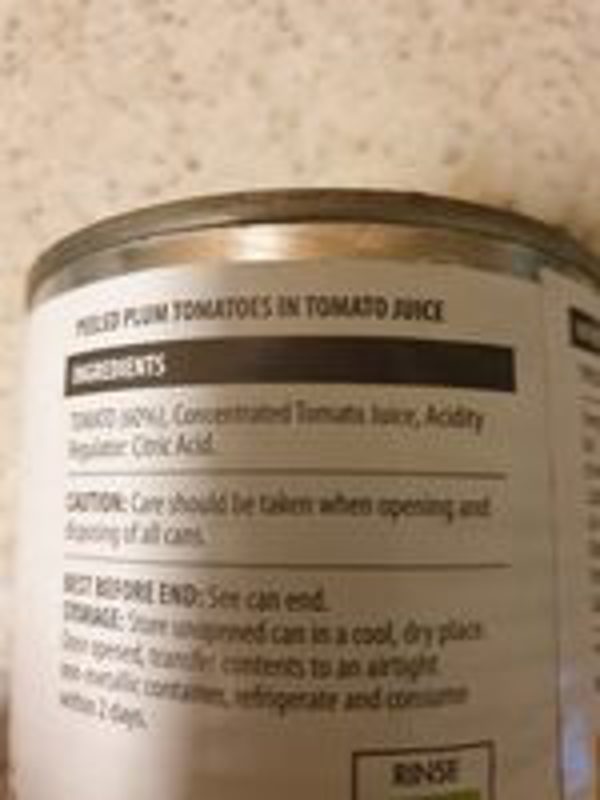 PEELED PLUM TOMATOES IN TOMATO JUICE
INGREDIENTS
TOMATO (60%), Concentrated Tomato Juice, Acidity
Regulator: Citric Acid.
CAUTION: Care should be taken when opening and
disposing of all cans.
BEST BEFORE END: See can end.
STORAGE: Store unopened can in a cool, dry place.
Once opened, transfer contents to an airtight
non-metallic container, refrigerate and consume
within 2 days.
RINSE